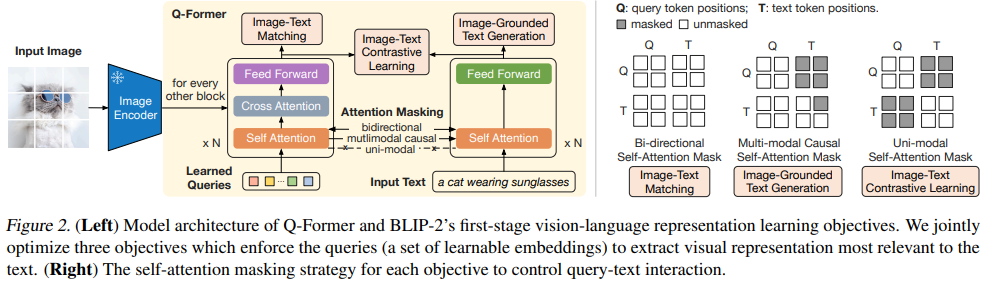 Q-Former
Input Image
Image
Encoder
for every
other block
Image-Text
Matching
Image-Text
Contrastive
Learning
Image-Grounded
Text Generation
Feed Forward
Cross Attention
Self Attention
x N
Feed Forward
Self Attention
x N
Attention Masking
bidirectional
mutlimodal causal
uni-modal
Learned
Queries
...
Input Text
a cat wearing sunglasses
Q: query token positions; T: text token positions.
masked unmasked
Q T
Q
T
Bi-directional
Self-Attention Mask
Image-Text
Matching
Q T
Q
T
Multi-modal Causal
Self-Attention Mask
Image-Grounded
Text Generation
Q T
Q
T
Uni-modal
Self-Attention Mask
Image-Text
Contrastive Learning
Figure 2. (Left) Model architecture of Q-Former and BLIP-2's first-stage vision-language representation learning objectives. We jointly
optimize three objectives which enforce the queries (a set of learnable embeddings) to extract visual representation most relevant to the
text. (Right) The self-attention masking strategy for each objective to control query-text interaction.